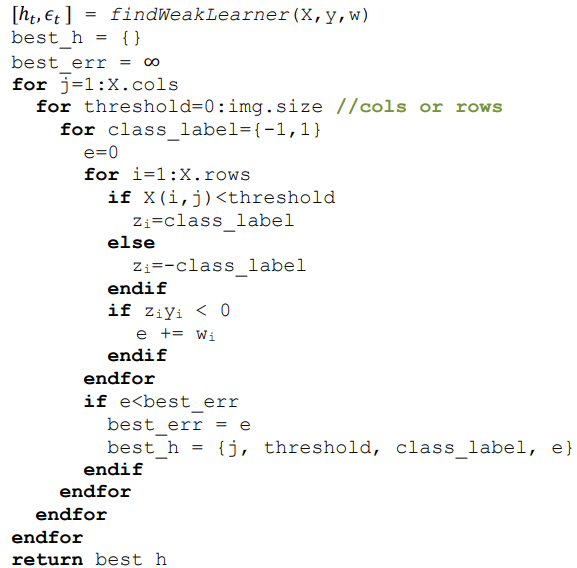 [hₜ,ϵₜ] = findWeakLearner(X,y,w)
best_h = {}
best_err = ∞
for j=1:X.cols
  for threshold=0:img.size //cols or rows
    for class_label={-1,1}
      e=0
      for i=1:X.rows
        if X(i,j)<threshold
          zᵢ=class_label
        else
          zᵢ=-class_label
        endif
        if zᵢyᵢ < 0
          e += wᵢ
        endif
      endfor
      if e<best_err
        best_err = e
        best_h = {j, threshold, class_label, e}
      endif
    endfor
  endfor
endfor
return best h